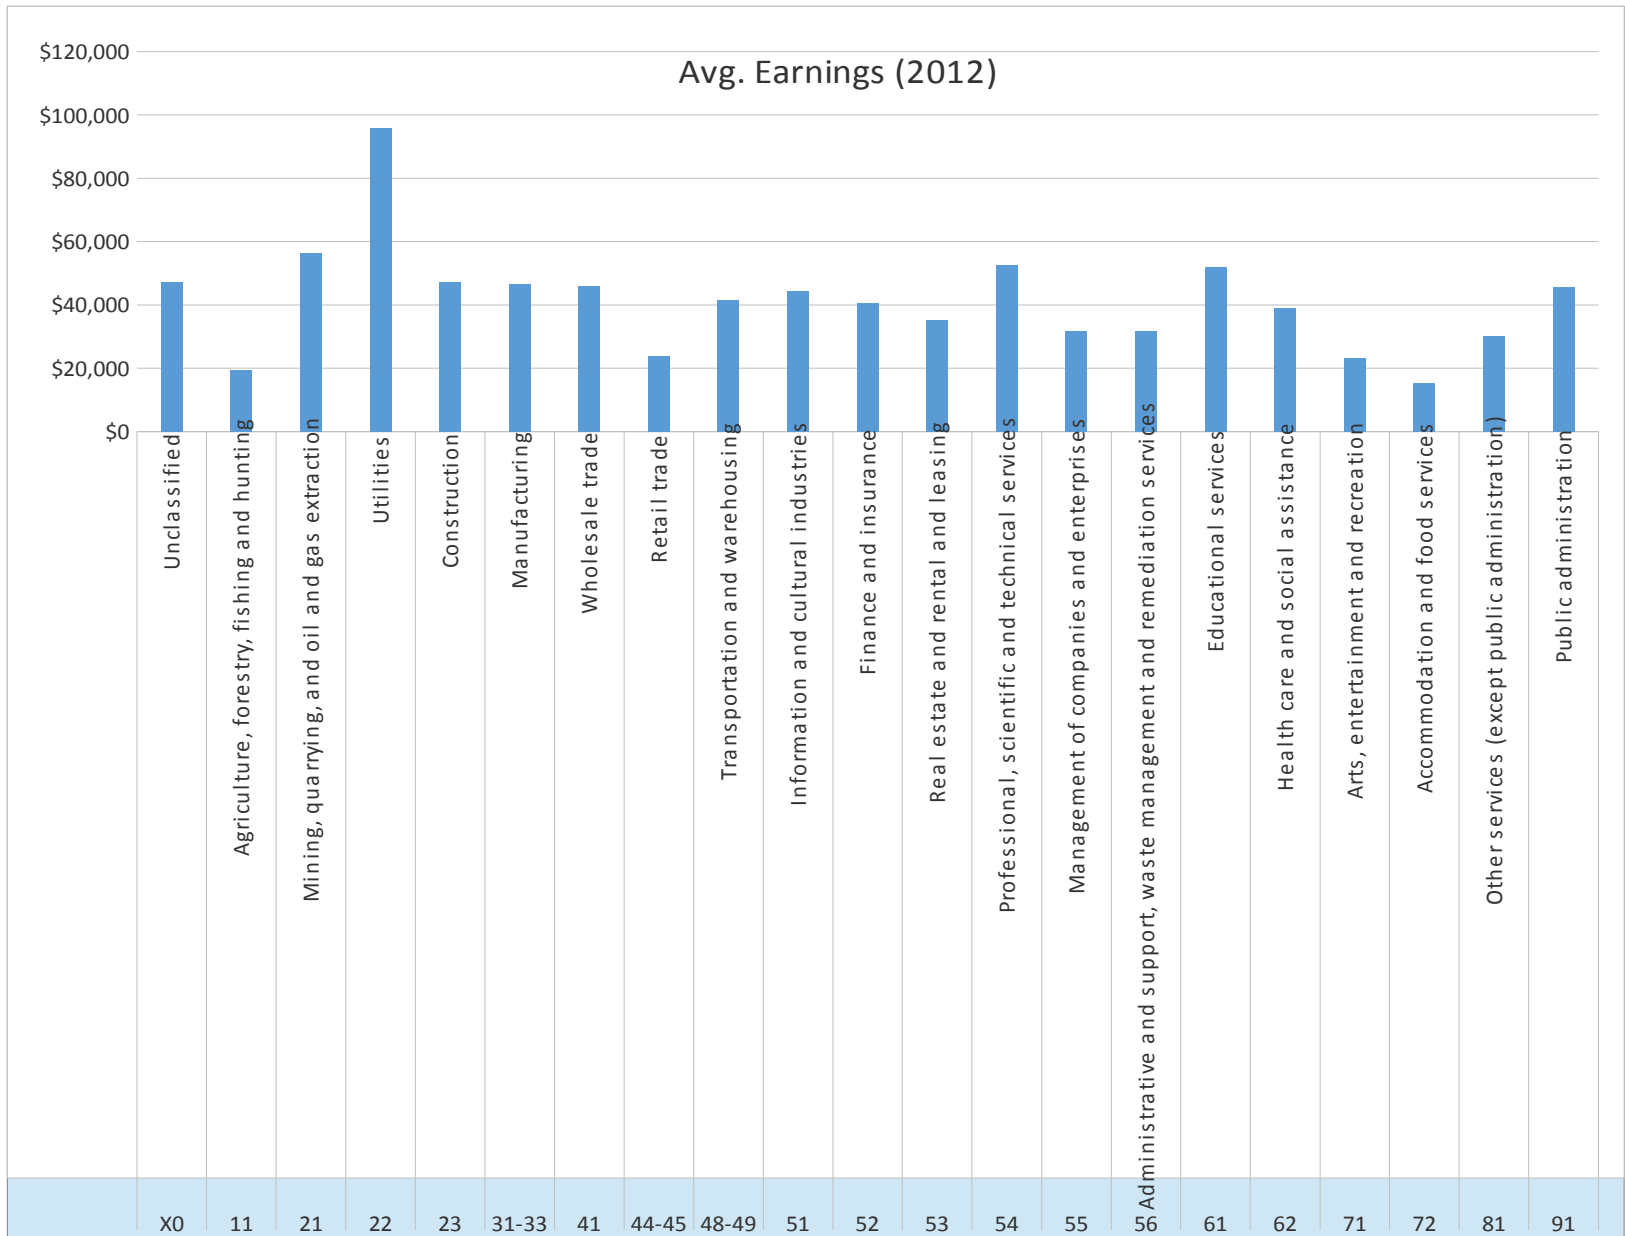 Avg. Earnings (2012)
$120,000
$100,000
$80,000
$60,000
$40,000
$20,000
$0
Unclassified
Agriculture, forestry, fishing and hunting
Mining, quarrying, and oil and gas extraction
Utilities
Construction
Manufacturing
Wholesale trade
Retail trade
Transportation and warehousing
Information and cultural industries
Finance and insurance
Real estate and rental and leasing
Professional, scientific and technical services
Management of companies and enterprises
Administrative and support, waste management and remediation services
Educational services
Health care and social assistance
Arts, entertainment and recreation
Accommodation and food services
Other services (except public administration)
Public administration
X0 11 21 22 23 31-33 41 44-45 48-49 51 52 53 54 55 56 61 62 71 72 81 91